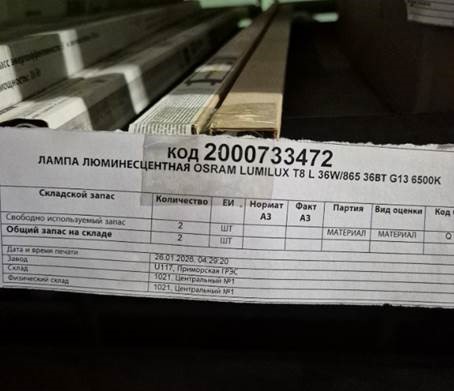 КОД 2000733472
ЛАМПА ЛЮМИНЕСЦЕНТНАЯ OSRAM LUMILUX T8 L 36W/865 36ВТ G13 6500K
Складской запас Количество ЕИ Нормат АЗ Факт АЗ Партия Вид оценки Код
Свободно используемый запас 2 ШТ МАТЕРИАЛ МАТЕРИАЛ
Общий запас на складе 2 ШТ
Дата и время печати 26.01.2026, 04:29:20
Завод U117, Приморская ГРЭС
Склад 1021, Центральный №1
Физический склад 1021, Центральный №1